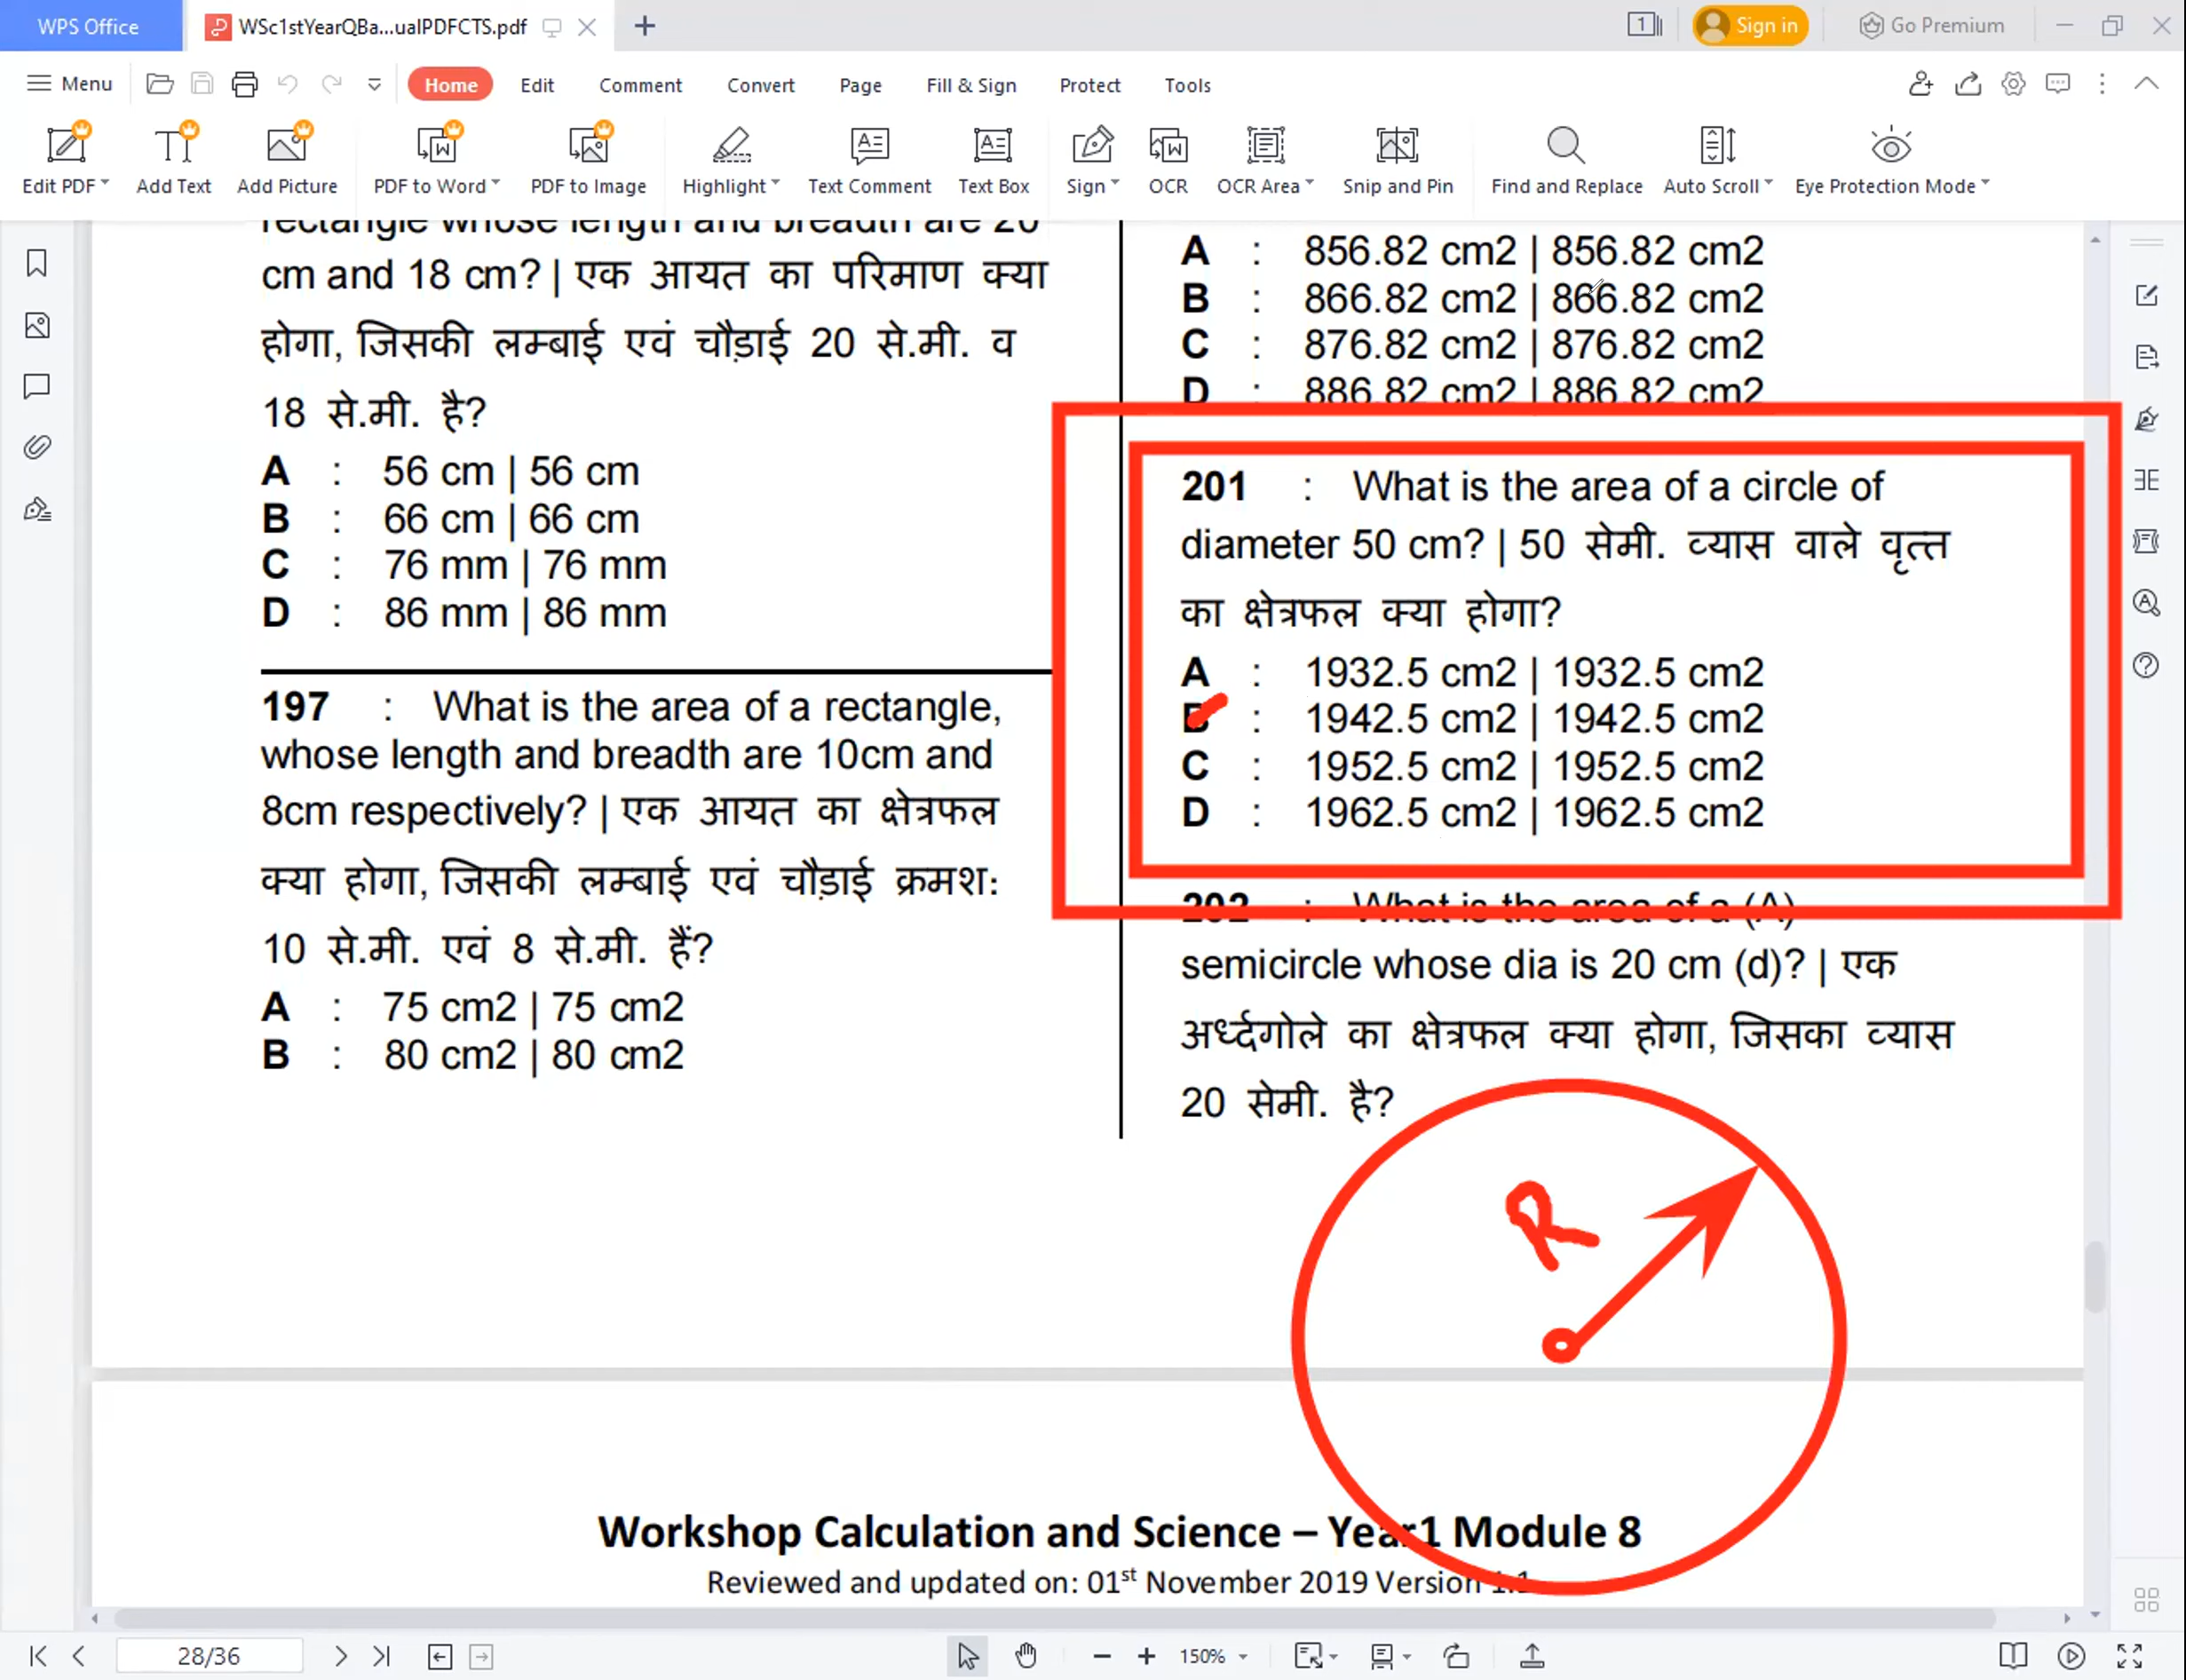 WPS Office
WSc1stYearQBa...ualPDFCTS.pdf
1
Sign in
Go Premium
Menu
Home
Edit
Comment
Convert
Page
Fill & Sign
Protect
Tools
Edit PDF
Add Text
Add Picture
PDF to Word
PDF to Image
Highlight
Text Comment
Text Box
Sign
OCR
OCR Area
Snip and Pin
Find and Replace
Auto Scroll
Eye Protection Mode
rectangle whose length and breadth are 20
cm and 18 cm? | एक आयत का परिमाण क्या
होगा, जिसकी लम्बाई एवं चौड़ाई 20 से.मी. व
18 से.मी. है?
A : 56 cm | 56 cm
B : 66 cm | 66 cm
C : 76 mm | 76 mm
D : 86 mm | 86 mm
197 : What is the area of a rectangle,
whose length and breadth are 10cm and
8cm respectively? | एक आयत का क्षेत्रफल
क्या होगा, जिसकी लम्बाई एवं चौड़ाई क्रमश:
10 से.मी. एवं 8 से.मी. हैं?
A : 75 cm2 | 75 cm2
B : 80 cm2 | 80 cm2
A : 856.82 cm2 | 856.82 cm2
B : 866.82 cm2 | 866.82 cm2
C : 876.82 cm2 | 876.82 cm2
D : 886.82 cm2 | 886.82 cm2
201 : What is the area of a circle of
diameter 50 cm? | 50 सेमी. व्यास वाले वृत्त
का क्षेत्रफल क्या होगा?
A : 1932.5 cm2 | 1932.5 cm2
B : 1942.5 cm2 | 1942.5 cm2
C : 1952.5 cm2 | 1952.5 cm2
D : 1962.5 cm2 | 1962.5 cm2
202 : What is the area of a (A)
semicircle whose dia is 20 cm (d)? | एक
अर्ध्दगोले का क्षेत्रफल क्या होगा, जिसका व्यास
20 सेमी. है?
R
Workshop Calculation and Science – Year1 Module 8
Reviewed and updated on: 01st November 2019 Version 1.1
28/36
150%